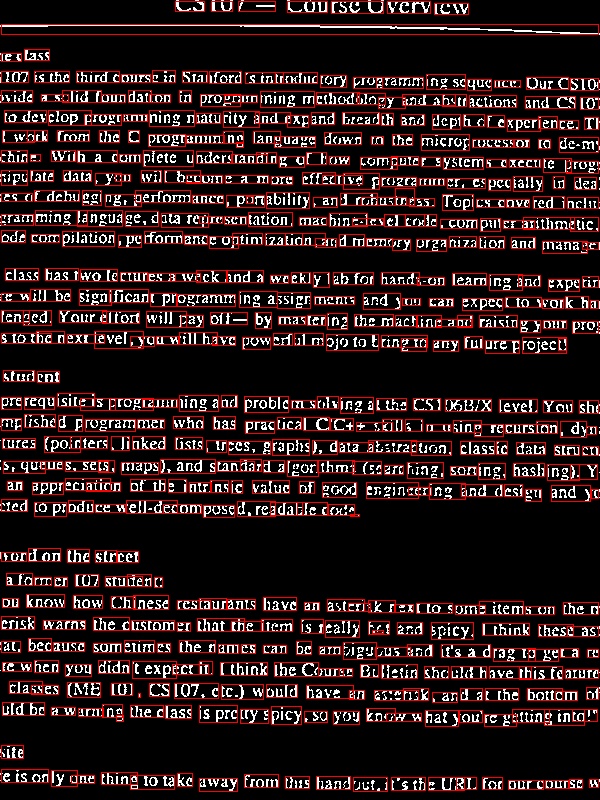 CS107 — Course Overview
he class
S107 is the third course in Stanford's introductory programming sequence. Our CS10
ovide a solid foundation in programming methodology and abstractions and CS107
to develop programming maturity and expand breadth and depth of experience. Th
l work from the C programming language down to the microprocessor to de-my
chine. With a complete understanding of how computer systems execute prog
nipulate data, you will become a more effective programmer, especially in dea
es of debugging, performance, portability, and robustness. Topics covered inclu
gramming language, data representation, machine-level code, computer arithmetic,
ode compilation, performance optimization, and memory organization and manage
class has two lectures a week and a weekly lab for hands-on learning and experim
re will be significant programming assignments and you can expect to work har
lenged. Your effort will pay off— by mastering the machine and raising your prog
s to the next level, you will have powerful mojo to bring to any future project!
student
prerequisite is programming and problem solving at the CS106B/X level. You sho
mplished programmer who has practical C/C++ skills in using recursion, dyna
tures (pointers, linked lists, trees, graphs), data abstraction, classic data struct
s, queues, sets, maps), and standard algorithms (searching, sorting, hashing). Y
an appreciation of the intrinsic value of good engineering and design and yo
cted to produce well-decomposed, readable code.
word on the street
a former 107 student:
ou know how Chinese restaurants have an asterisk next to some items on the m
erisk warns the customer that the item is really hot and spicy. I think these ast
at, because sometimes the names can be ambiguous and it's a drag to get a re
te when you didn't expect it. I think the Course Bulletin should have this feature
classes (ME 101, CS107, etc.) would have an asterisk, and at the bottom of
uld be a warning the class is pretty spicy, so you know what you're getting into!"
site
e is only one thing to take away from this handout, it's the URL for our course w